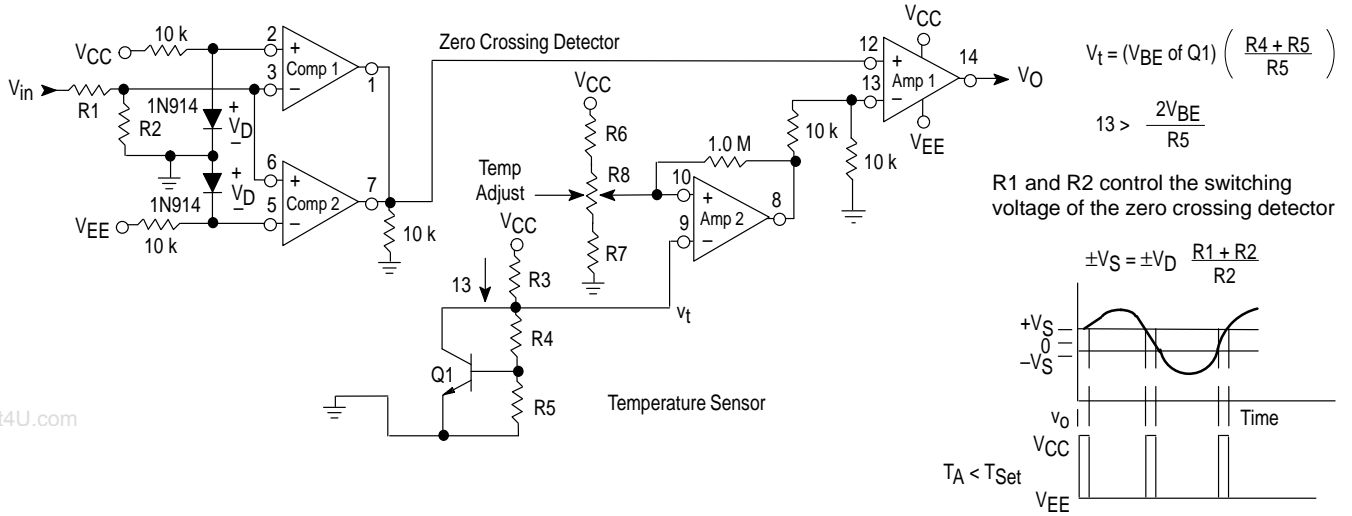 10 k
VCC
2
+
Comp 1
3
–
1
Vin
R1
R2
1N914
+
VD
–
6
+
Comp 2
7
+
VD
–
1N914
5
–
VEE
10 k
10 k
Zero Crossing Detector
VCC
R6
Temp
Adjust
R8
R7
1.0 M
10
+
Amp 2
8
9
–
10 k
10 k
VCC
12
+
Amp 1
14
13
–
VO
VEE
VCC
R3
13
vt
R4
Q1
R5
Temperature Sensor
Vt = (VBE of Q1) ( R4 + R5 / R5 )
13 > 2VBE / R5
R1 and R2 control the switching
voltage of the zero crossing detector
±VS = ±VD R1 + R2 / R2
+VS
0
–VS
vo
Time
VCC
TA < TSet
VEE
t4U.com